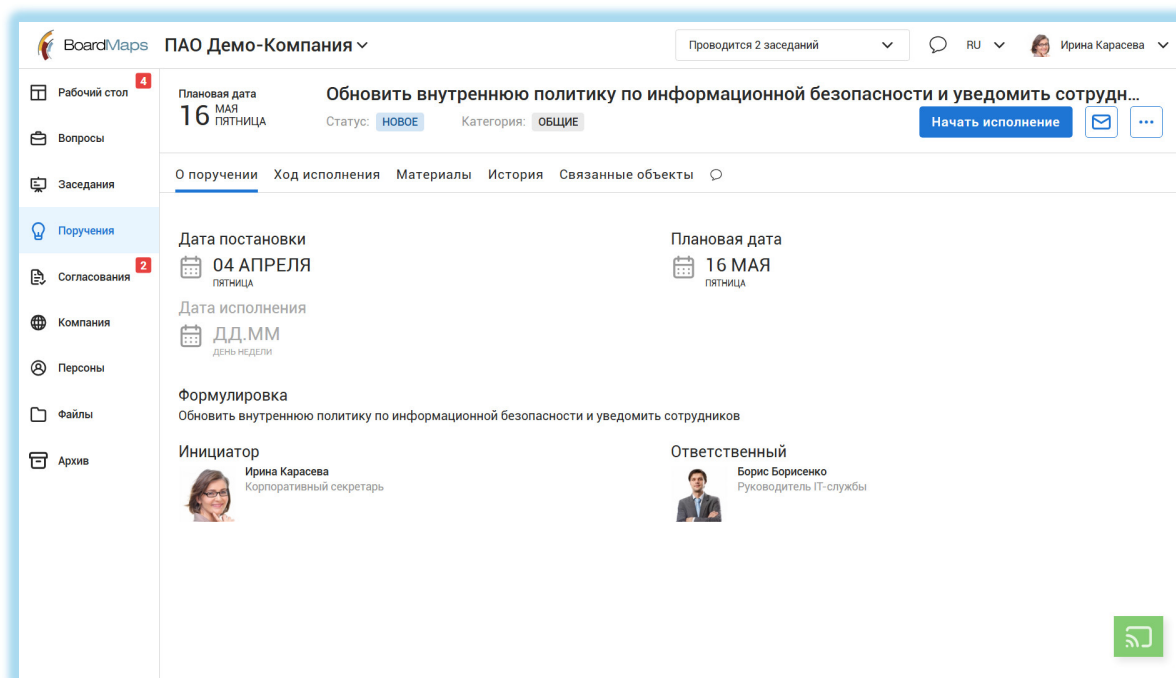 BoardMaps
ПАО Демо-Компания
Проводится 2 заседаний
RU
Ирина Карасева
Рабочий стол
4
Вопросы
Заседания
Поручения
Согласования
2
Компания
Персоны
Файлы
Архив
Плановая дата
16 МАЯ
ПЯТНИЦА
Обновить внутреннюю политику по информационной безопасности и уведомить сотрудн...
Статус: НОВОЕ Категория: ОБЩИЕ
Начать исполнение
О поручении Ход исполнения Материалы История Связанные объекты
Дата постановки
04 АПРЕЛЯ
ПЯТНИЦА
Плановая дата
16 МАЯ
ПЯТНИЦА
Дата исполнения
ДД.ММ
ДЕНЬ НЕДЕЛИ
Формулировка
Обновить внутреннюю политику по информационной безопасности и уведомить сотрудников
Инициатор
Ирина Карасева
Корпоративный секретарь
Ответственный
Борис Борисенко
Руководитель IT-службы